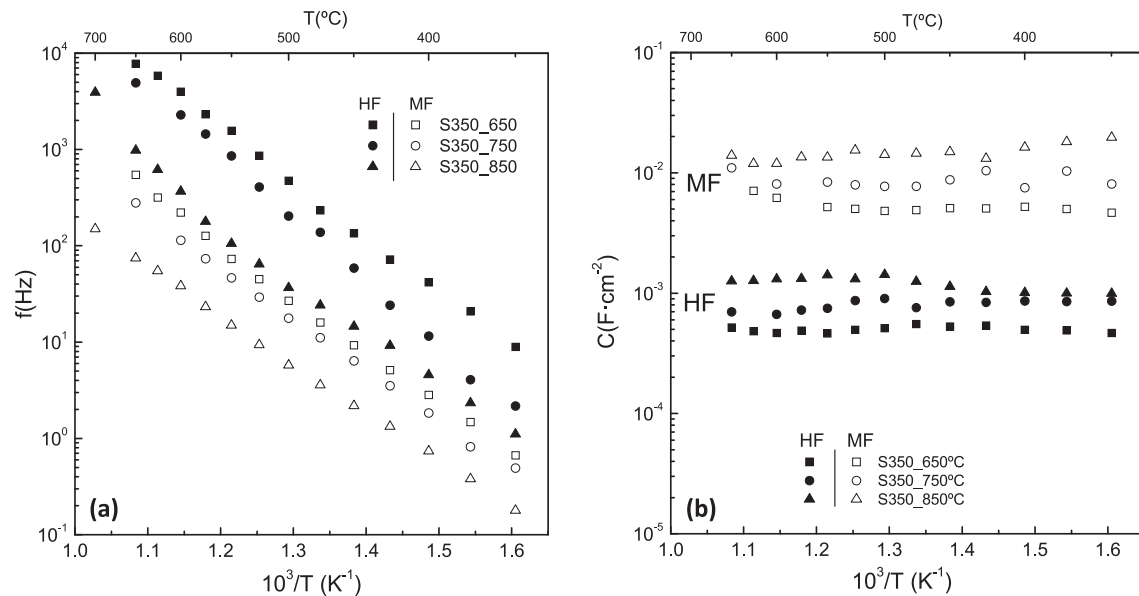 T(ºC)
700 600 500 400
10^4
10^3
10^2
10^1
10^0
10^-1
f(Hz)
HF MF
S350_650
S350_750
S350_850
(a)
1.0 1.1 1.2 1.3 1.4 1.5 1.6
10^3/T (K^-1)
T(ºC)
700 600 500 400
10^-1
10^-2
10^-3
10^-4
10^-5
C(F·cm^-2)
MF
HF
HF MF
S350_650ºC
S350_750ºC
S350_850ºC
(b)
1.0 1.1 1.2 1.3 1.4 1.5 1.6
10^3/T (K^-1)